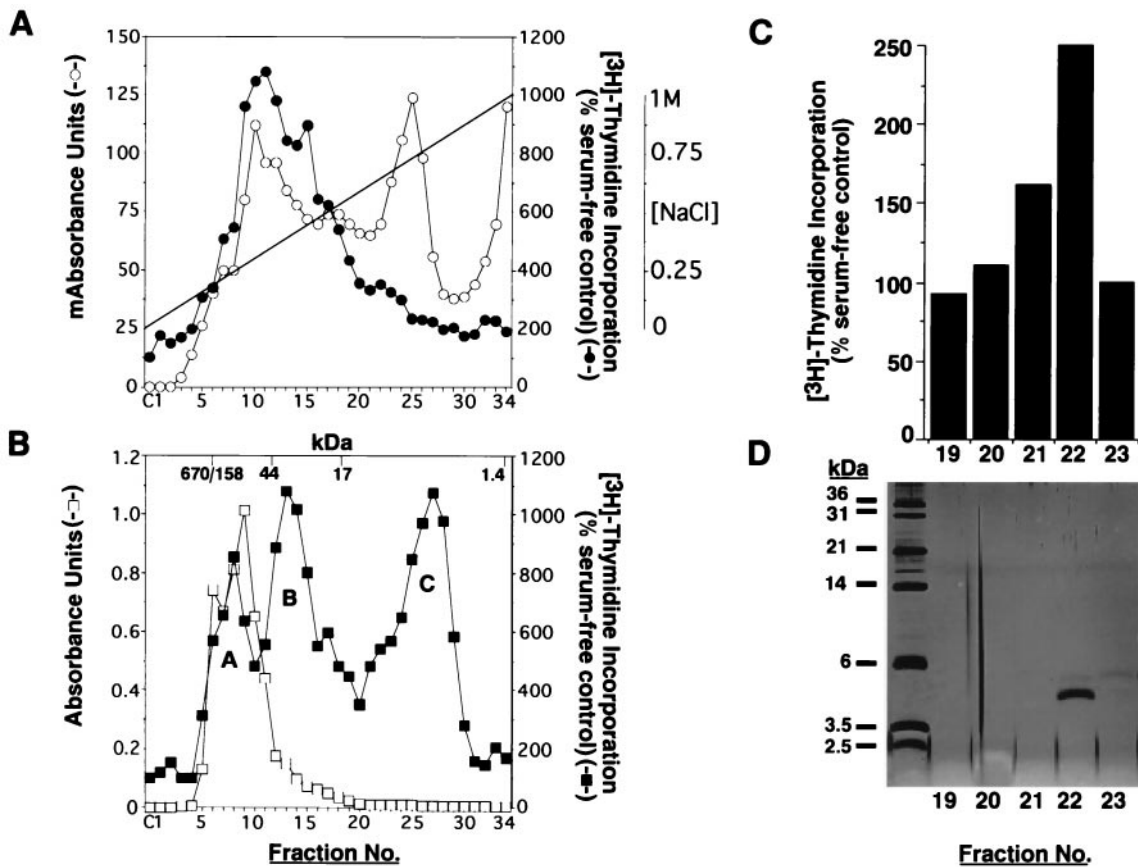 A
mAbsorbance Units (-○-)
150
125
100
75
50
25
0
1200
1000
800
600
400
200
0
[3H]-Thymidine Incorporation
(% serum-free control) (-●-)
1M
0.75
[NaCl]
0.25
0
C1 5 10 15 20 25 30 34
B
kDa
670/158 44 17 1.4
Absorbance Units (-□-)
1.2
1.0
0.8
0.6
0.4
0.2
0
A
B
C
1200
1000
800
600
400
200
0
[3H]-Thymidine Incorporation
(% serum-free control) (-■-)
C1 5 10 15 20 25 30 34
Fraction No.
C
[3H]-Thymidine Incorporation
(% serum-free control)
250
200
150
100
50
0
19 20 21 22 23
D
kDa
36
31
21
14
6
3.5
2.5
19 20 21 22 23
Fraction No.